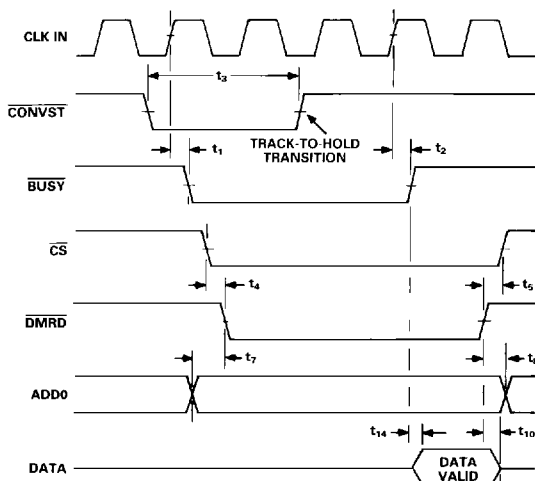 CLK IN
t3
CONVST
TRACK-TO-HOLD
TRANSITION
t1
t2
BUSY
CS
t4
t5
DMRD
t7
ADD0
t14
t10
DATA
DATA
VALID